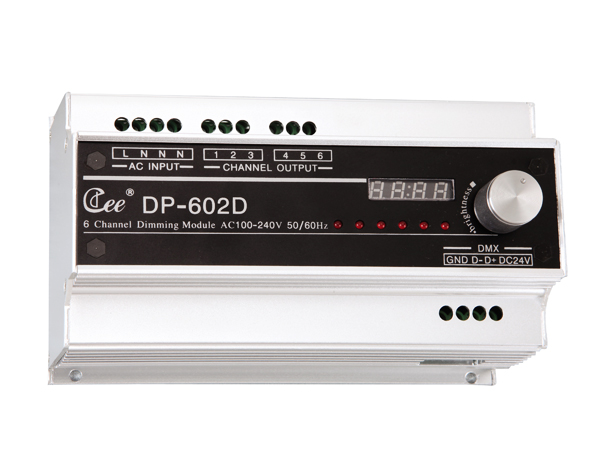 L N N N 1 2 3 4 5 6
AC INPUT CHANNEL OUTPUT
Cee® DP-602D
6 Channel Dimming Module AC100-240V 50/60Hz
brightness
DMX
GND D- D+ DC24V